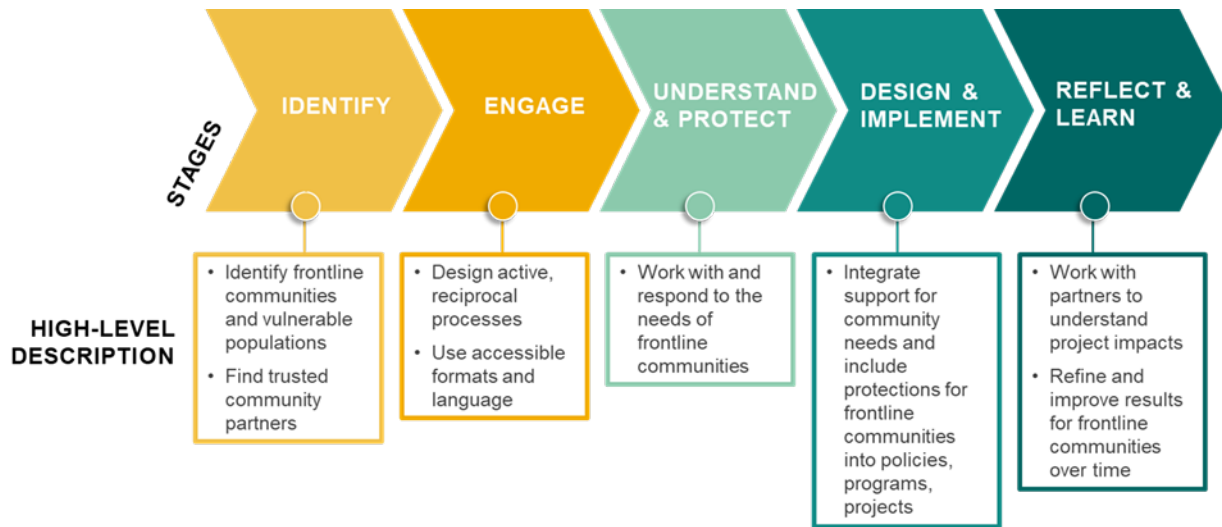 STAGES
IDENTIFY
ENGAGE
UNDERSTAND
& PROTECT
DESIGN &
IMPLEMENT
REFLECT &
LEARN
HIGH-LEVEL
DESCRIPTION
• Identify frontline
communities
and vulnerable
populations
• Find trusted
community
partners
• Design active,
reciprocal
processes
• Use accessible
formats and
language
• Work with and
respond to the
needs of
frontline
communities
• Integrate
support for
community
needs and
include
protections for
frontline
communities
into policies,
programs,
projects
• Work with
partners to
understand
project impacts
• Refine and
improve results
for frontline
communities
over time